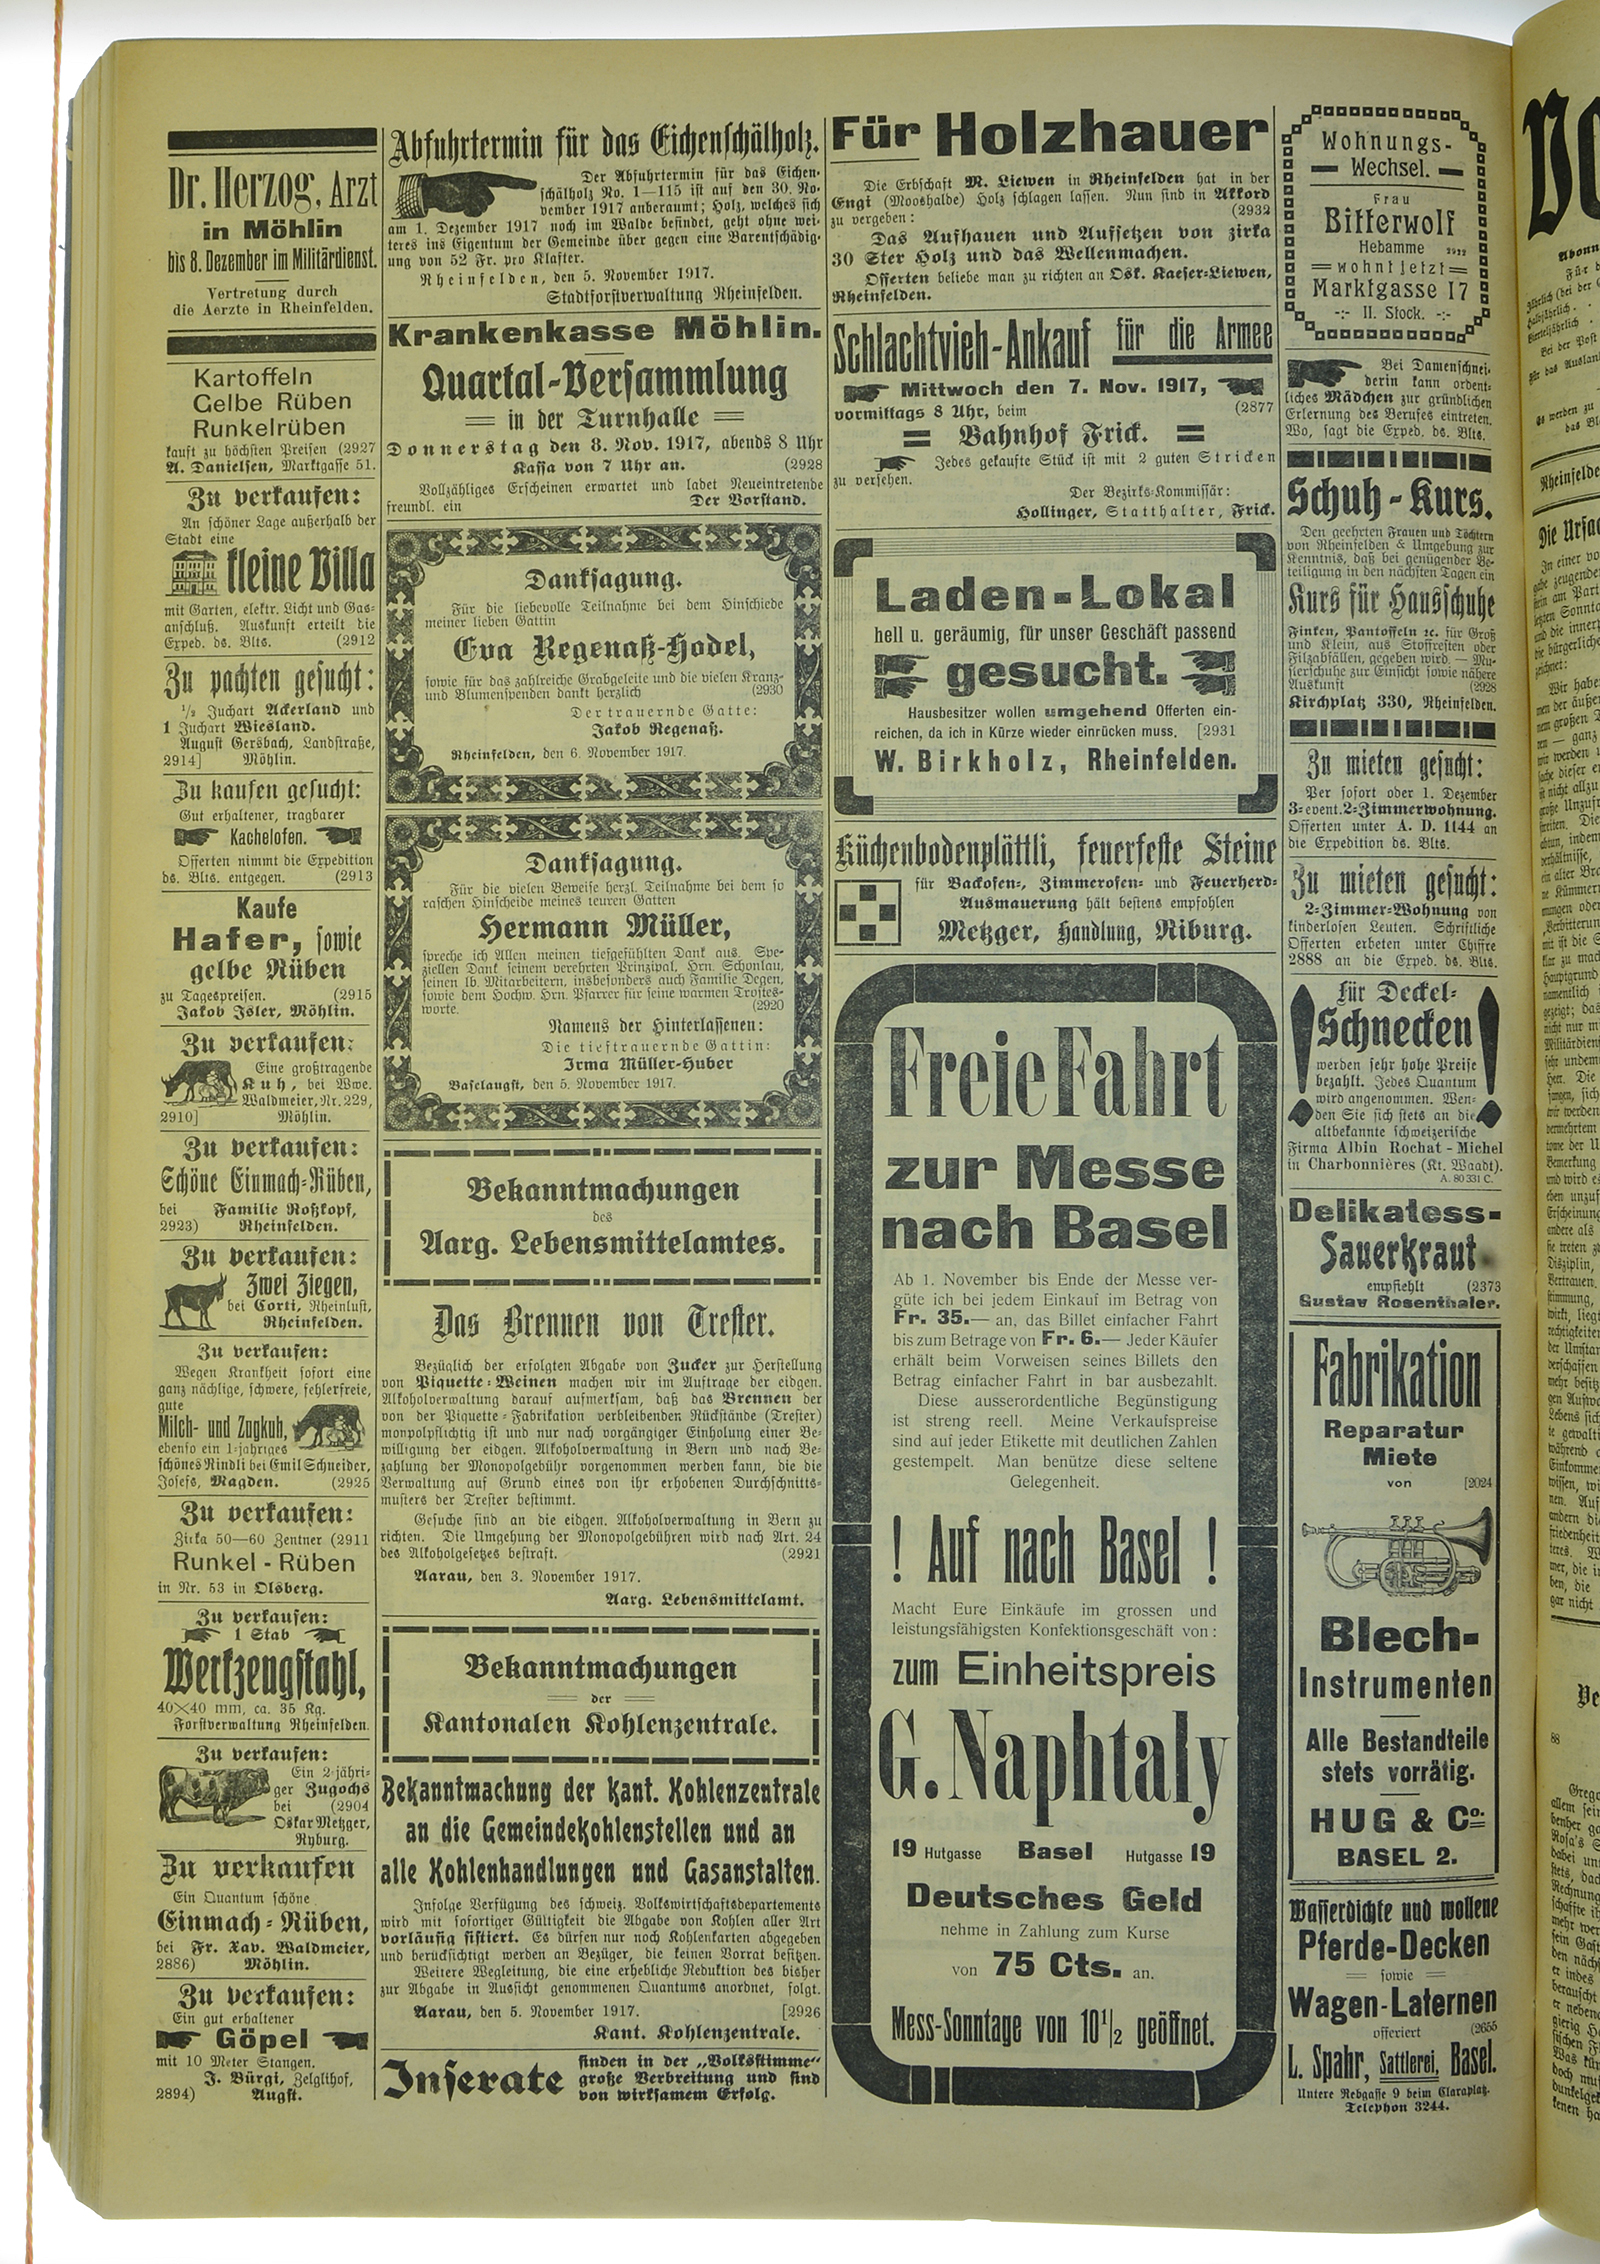 Dr. Herzog, Arzt
in Möhlin
bis 8. Dezember im Militärdienst.
Vertretung durch
die Aerzte in Rheinfelden.
Kartoffeln
Gelbe Rüben
Runkelrüben
kauft zu höchsten Preisen (2927
A. Danielsen, Marktgasse 51.
Zu verkaufen:
An schöner Lage außerhalb der
Stadt eine
kleine Villa
mit Garten, elektr. Licht und Gas-
anschluß. Auskunft erteilt die
Exped. ds. Blts. (2912
Zu pachten gesucht:
1/2 Juchart Ackerland und
1 Juchart Wiesland.
August Gersbach, Landstraße,
2914] Möhlin.
Zu kaufen gesucht:
Gut erhaltener, tragbarer
Kachelofen.
Offerten nimmt die Expedition
ds. Blts. entgegen. (2913
Kaufe
Hafer, sowie
gelbe Rüben
zu Tagespreisen. (2915
Jakob Isler, Möhlin.
Zu verkaufen:
Eine großtragende
Kuh, bei Wwe.
Waldmeier, Nr. 229,
2910] Möhlin.
Zu verkaufen:
Schöne Einmach-Rüben,
bei Familie Roßkopf,
2923) Rheinfelden.
Zu verkaufen:
Zwei Ziegen,
bei Corti, Rheinlust,
Rheinfelden.
Zu verkaufen:
Wegen Krankheit sofort eine
ganz nächlige, schwere, fehlerfreie,
gute
Milch- und Zugkuh,
ebenso ein 1-jähriges
schönes Rindli bei Emil Schneider,
Josefs, Magden. (2925
Zu verkaufen:
Zirka 50—60 Zentner (2911
Runkel-Rüben
in Nr. 53 in Olsberg.
Zu verkaufen:
1 Stab
Werkzeugstahl,
40×40 mm, ca. 35 Kg.
Forstverwaltung Rheinfelden.
Zu verkaufen:
Ein 2-jähri-
ger Zugochs
bei (2904
Oskar Metzger,
Ryburg.
Zu verkaufen
Ein Quantum schöne
Einmach-Rüben,
bei Fr. Xav. Waldmeier,
2886) Möhlin.
Zu verkaufen:
Ein gut erhaltener
Göpel
mit 10 Meter Stangen.
J. Bürgi, Zelglihof,
2894) Augst.
Abfuhrtermin für das Eichenschälholz.
Der Abfuhrtermin für das Eichen-
schälholz No. 1—115 ist auf den 30. No-
vember 1917 anberaumt; Holz, welches sich
am 1. Dezember 1917 noch im Walde befindet, geht ohne wei-
teres ins Eigentum der Gemeinde über gegen eine Barentschädig-
ung von 52 Fr. pro Klafter.
Rheinfelden, den 5. November 1917.
Stadtforstverwaltung Rheinfelden.
Krankenkasse Möhlin.
Quartal-Versammlung
in der Turnhalle
Donnerstag den 8. Nov. 1917, abends 8 Uhr
Kassa von 7 Uhr an. (2928
Vollzähliges Erscheinen erwartet und ladet Neueintretende
freundl. ein Der Vorstand.
Danksagung.
Für die liebevolle Teilnahme bei dem Hinschiede
meiner lieben Gattin
Eva Regenaß-Hodel,
sowie für das zahlreiche Grabgeleite und die vielen Kranz-
und Blumenspenden dankt herzlich (2930
Der trauernde Gatte:
Jakob Regenaß.
Rheinfelden, den 6. November 1917.
Danksagung.
Für die vielen Beweise herzl. Teilnahme bei dem so
raschen Hinscheide meines teuren Gatten
Hermann Müller,
spreche ich Allen meinen tiefgefühlten Dank aus. Spe-
ziellen Dank seinem verehrten Prinzipal, Hrn. Schonlau,
seinen lb. Mitarbeitern, insbesonders auch Familie Degen,
sowie dem Hochw. Hrn. Pfarrer für seine warmen Trostes-
worte. (2920
Namens der Hinterlassenen:
Die tieftrauernde Gattin:
Irma Müller-Huber
Baselaugst, den 5. November 1917.
Bekanntmachungen
des
Aarg. Lebensmittelamtes.
Das Brennen von Trester.
Bezüglich der erfolgten Abgabe von Zucker zur Herstellung
von Piquette-Weinen machen wir im Auftrage der eidgen.
Alkoholverwaltung darauf aufmerksam, daß das Brennen der
von der Piquette-Fabrikation verbleibenden Rückstände (Trester)
monopolpflichtig ist und nur nach vorgängiger Einholung einer Be-
willigung der eidgen. Alkoholverwaltung in Bern und nach Be-
zahlung der Monopolgebühr vorgenommen werden kann, die die
Verwaltung auf Grund eines von ihr erhobenen Durchschnitts-
musters der Trester bestimmt.
Gesuche sind an die eidgen. Alkoholverwaltung in Bern zu
richten. Die Umgehung der Monopolgebühren wird nach Art. 24
des Alkoholgesetzes bestraft. (2921
Aarau, den 3. November 1917.
Aarg. Lebensmittelamt.
Bekanntmachungen
der
Kantonalen Kohlenzentrale.
Bekanntmachung der kant. Kohlenzentrale
an die Gemeindekohlenstellen und an
alle Kohlenhandlungen und Gasanstalten.
Infolge Verfügung des schweiz. Volkswirtschaftsdepartements
wird mit sofortiger Gültigkeit die Abgabe von Kohlen aller Art
vorläufig sistiert. Es dürfen nur noch Kohlenkarten abgegeben
und berücksichtigt werden an Bezüger, die keinen Vorrat besitzen.
Weitere Wegleitung, die eine erhebliche Reduktion des bisher
zur Abgabe in Aussicht genommenen Quantums anordnet, folgt.
Aarau, den 5. November 1917. [2926
Kant. Kohlenzentrale.
Inserate finden in der „Volksstimme“
große Verbreitung und sind
von wirksamem Erfolg.
Für Holzhauer
Die Erbschaft M. Liewen in Rheinfelden hat in der
Engi (Mooshalde) Holz schlagen lassen. Nun sind in Akkord
zu vergeben: (2932
Das Aufhauen und Aufsetzen von zirka
30 Ster Holz und das Wellenmachen.
Offerten beliebe man zu richten an Osk. Kaeser-Liewen,
Rheinfelden.
Schlachtvieh-Ankauf für die Armee
Mittwoch den 7. Nov. 1917,
vormittags 8 Uhr, beim (2877
Bahnhof Frick.
Jedes gekaufte Stück ist mit 2 guten Stricken
zu versehen.
Der Bezirks-Kommissär:
Hollinger, Statthalter, Frick.
Laden-Lokal
hell u. geräumig, für unser Geschäft passend
gesucht.
Hausbesitzer wollen umgehend Offerten ein-
reichen, da ich in Kürze wieder einrücken muss. [2931
W. Birkholz, Rheinfelden.
Küchenbodenplättli, feuerfeste Steine
für Backofen-, Zimmerofen- und Feuerherd-
Ausmauerung hält bestens empfohlen
Metzger, Handlung, Riburg.
Freie Fahrt
zur Messe
nach Basel
Ab 1. November bis Ende der Messe ver-
güte ich bei jedem Einkauf im Betrag von
Fr. 35.— an, das Billet einfacher Fahrt
bis zum Betrage von Fr. 6.— Jeder Käufer
erhält beim Vorweisen seines Billets den
Betrag einfacher Fahrt in bar ausbezahlt.
Diese ausserordentliche Begünstigung
ist streng reell. Meine Verkaufspreise
sind auf jeder Etikette mit deutlichen Zahlen
gestempelt. Man benütze diese seltene
Gelegenheit.
! Auf nach Basel !
Macht Eure Einkäufe im grossen und
leistungsfähigsten Konfektionsgeschäft von:
zum Einheitspreis
G. Naphtaly
19 Hutgasse Basel Hutgasse 19
Deutsches Geld
nehme in Zahlung zum Kurse
von 75 Cts. an.
Mess-Sonntage von 10 1/2 geöffnet.
Wohnungs-
Wechsel.
Frau
Bitterwolf
Hebamme
wohnt jetzt
Marktgasse 17
-:- II. Stock. -:-
Bei Damenschnei-
derin kann ordent-
liches Mädchen zur gründlichen
Erlernung des Berufes eintreten.
Wo, sagt die Exped. ds. Blts.
Schuh-Kurs.
Den geehrten Frauen und Töchtern
von Rheinfelden & Umgebung zur
Kenntnis, daß bei genügender Be-
teiligung in den nächsten Tagen ein
Kurs für Hausschuhe
Finken, Pantoffeln 2c. für Groß
und Klein, aus Stoffresten oder
Filzabfällen, gegeben wird. — Mu-
sterschuhe zur Einsicht sowie nähere
Auskunft (2928
Kirchplatz 330, Rheinfelden.
Zu mieten gesucht:
Per sofort oder 1. Dezember
3- event. 2-Zimmerwohnung.
Offerten unter A. D. 1144 an
die Expedition ds. Blts.
Zu mieten gesucht:
2-Zimmer-Wohnung von
kinderlosen Leuten. Schriftliche
Offerten erbeten unter Chiffre
2888 an die Exped. ds. Blts.
Für Deckel-
Schnecken
werden sehr hohe Preise
bezahlt. Jedes Quantum
wird angenommen. Wen-
den Sie sich stets an die
altbekannte schweizerische
Firma Albin Rochat-Michel
in Charbonnières (Kt. Waadt).
A. 80331 C.
Delikatess-
Sauerkraut
empfiehlt (2373
Gustav Rosenthaler.
Fabrikation
Reparatur
Miete
von [2024
Blech-
Instrumenten
Alle Bestandteile
stets vorrätig.
HUG & Co.
BASEL 2.
Wasserdichte und wollene
Pferde-Decken
sowie
Wagen-Laternen
offeriert (2655
L. Spahr, Sattlerei, Basel.
Untere Rebgasse 9 beim Claraplatz.
Telephon 3244.